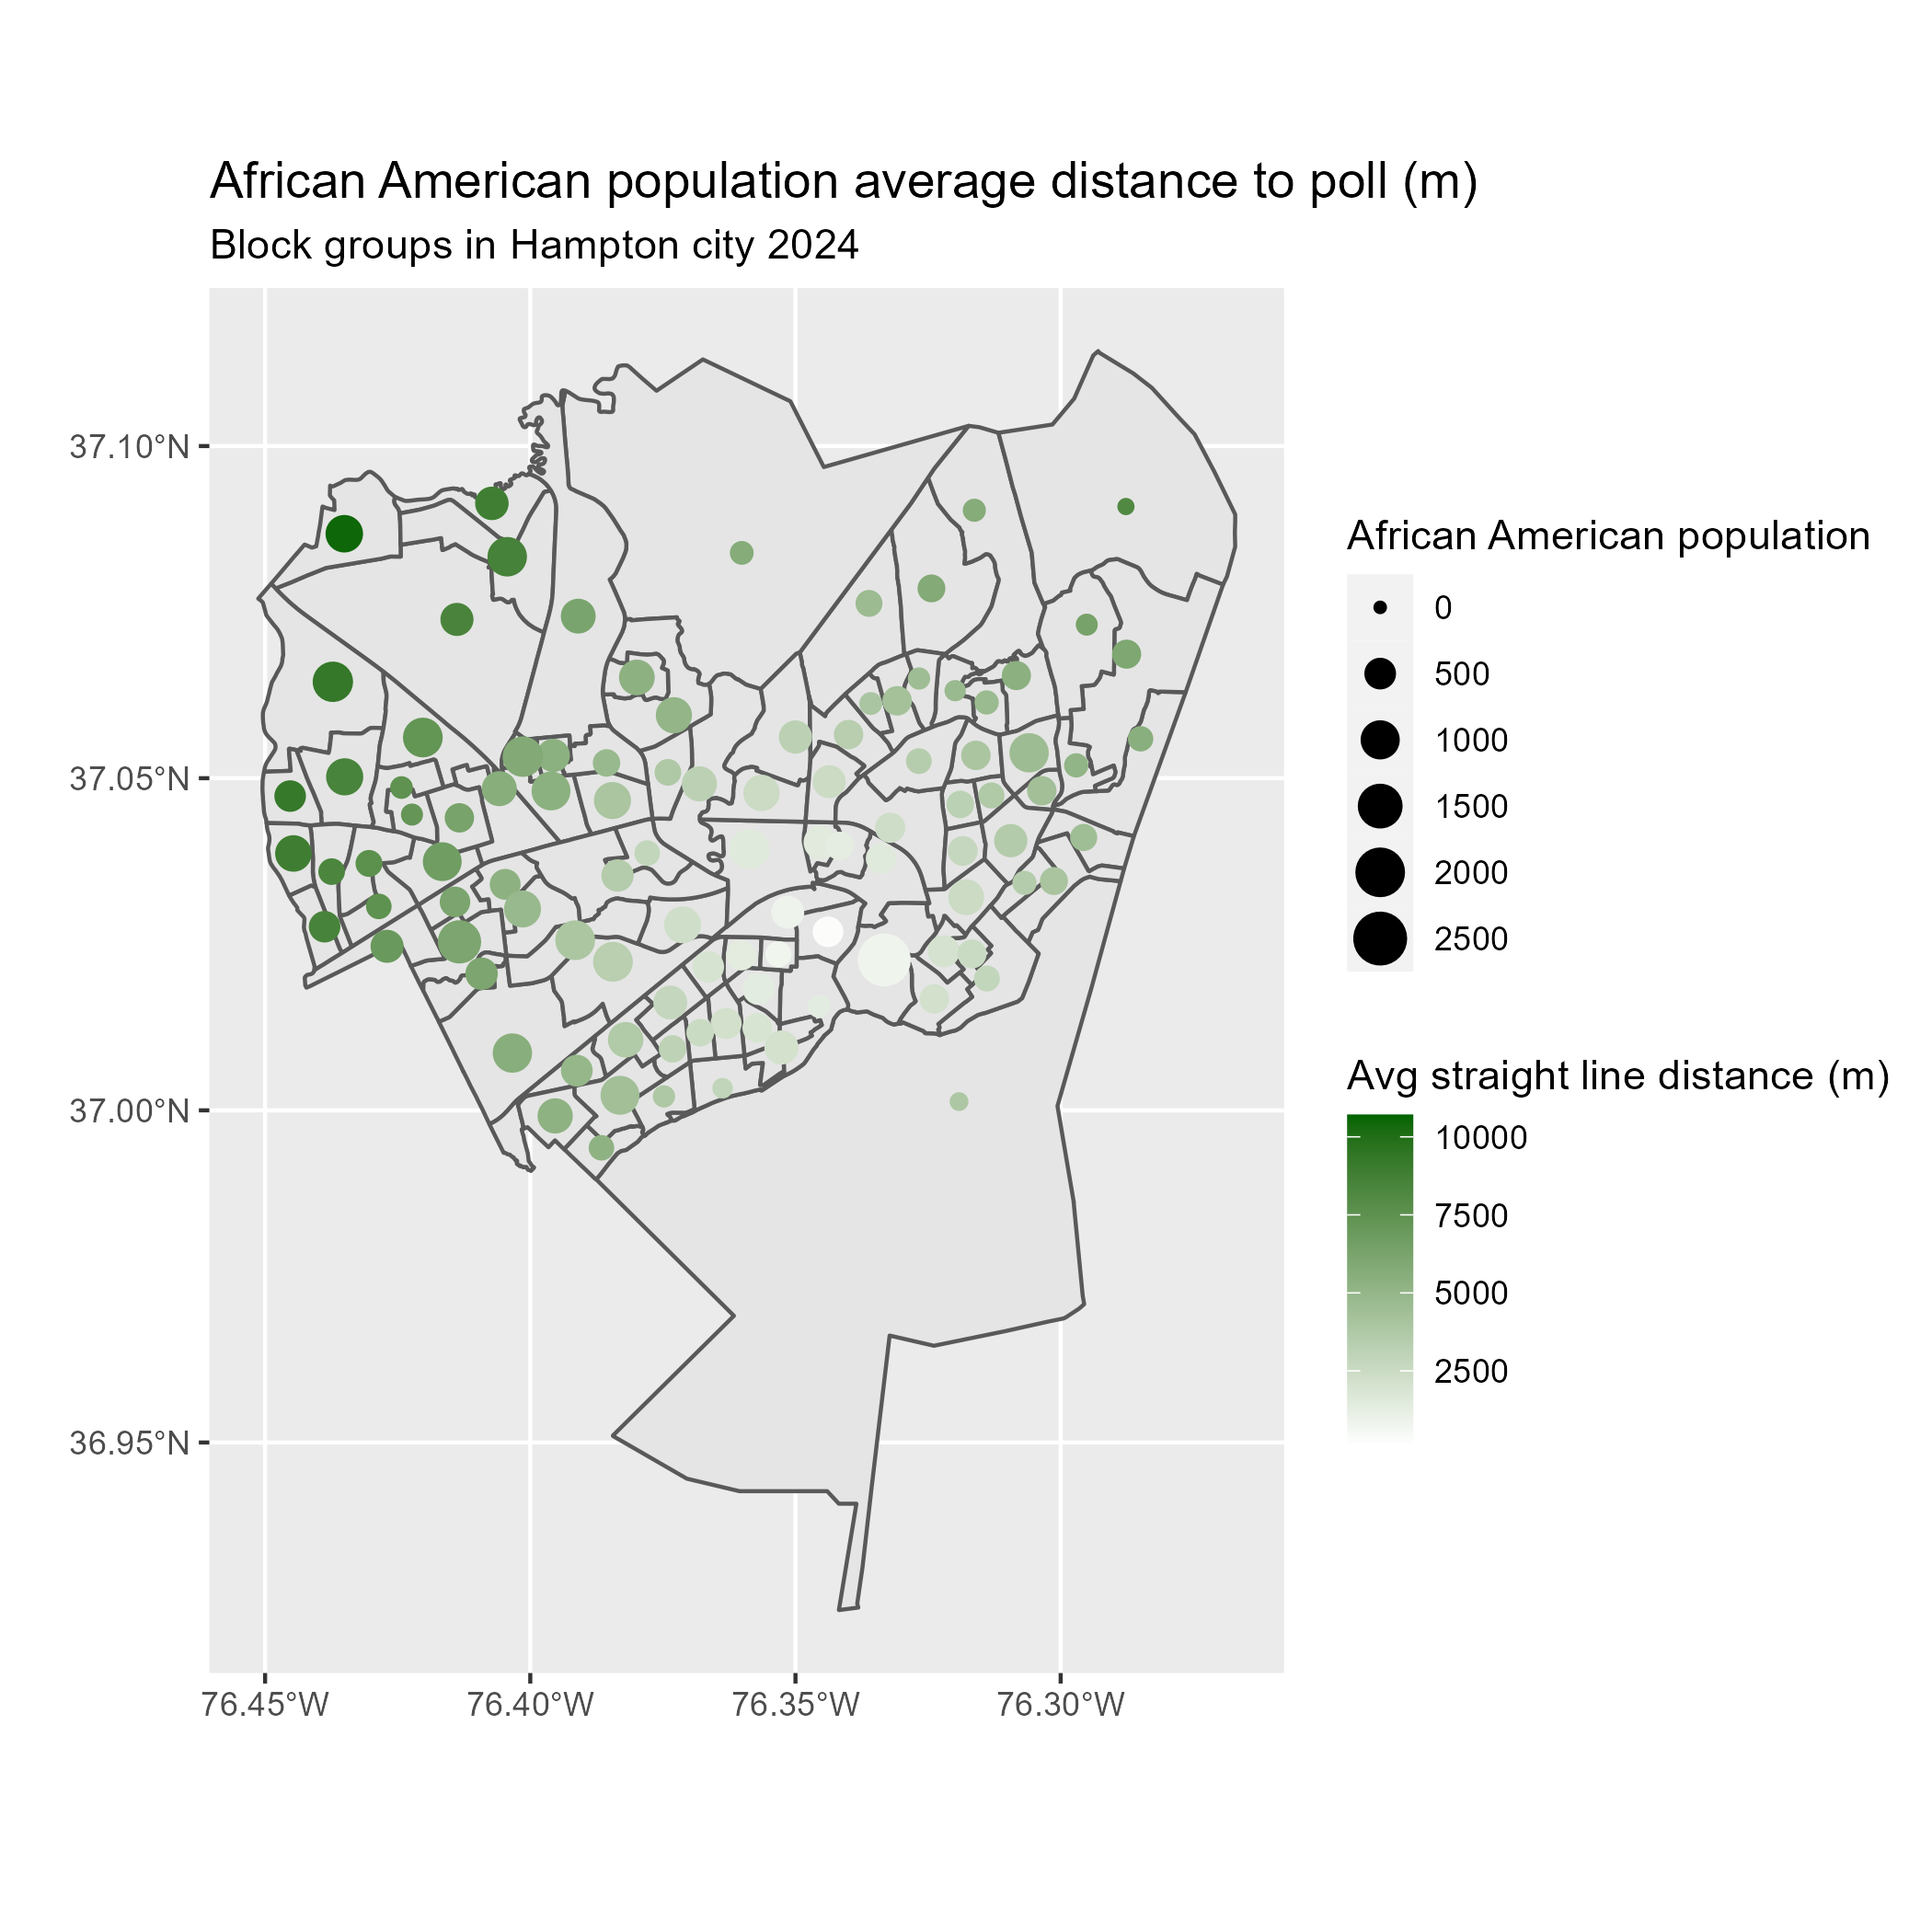 African American population average distance to poll (m)
Block groups in Hampton city 2024
37.10°N
37.05°N
37.00°N
36.95°N
76.45°W
76.40°W
76.35°W
76.30°W
African American population
0
500
1000
1500
2000
2500
Avg straight line distance (m)
10000
7500
5000
2500